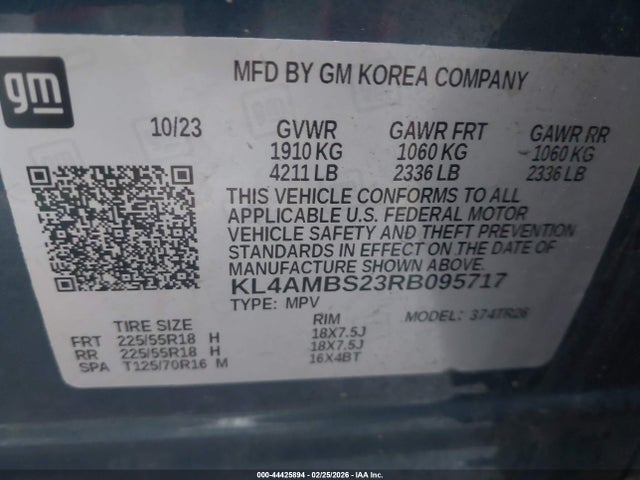 gm
MFD BY GM KOREA COMPANY
10/23 GVWR GAWR FRT GAWR RR
1910 KG 1060 KG 1060 KG
4211 LB 2336 LB 2336 LB
THIS VEHICLE CONFORMS TO ALL
APPLICABLE U.S. FEDERAL MOTOR
VEHICLE SAFETY AND THEFT PREVENTION
STANDARDS IN EFFECT ON THE DATE OF
MANUFACTURE SHOWN ABOVE.
KL4AMBS23RB095717
TYPE: MPV MODEL: 374TR26
TIRE SIZE RIM
FRT 225/55R18 H 18X7.5J
RR 225/55R18 H 18X7.5J
SPA T125/70R16 M 16X4BT
000-44425894 - 02/25/2026 - IAA Inc.